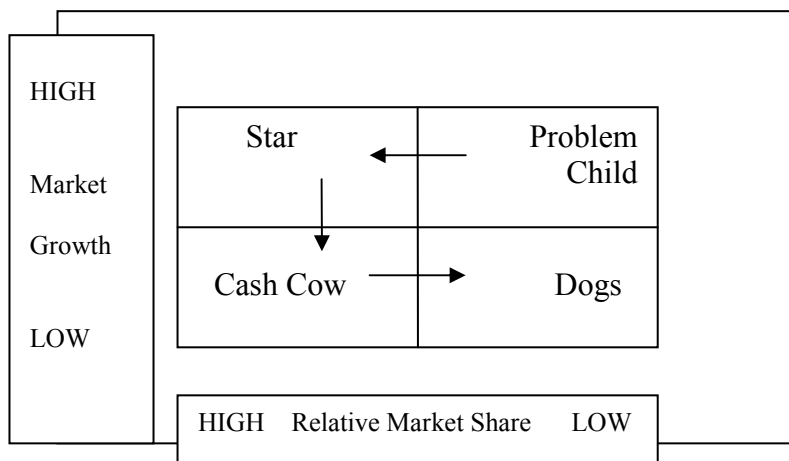 HIGH
Market
Growth
LOW
Star
Problem
Child
Cash Cow
Dogs
HIGH Relative Market Share LOW